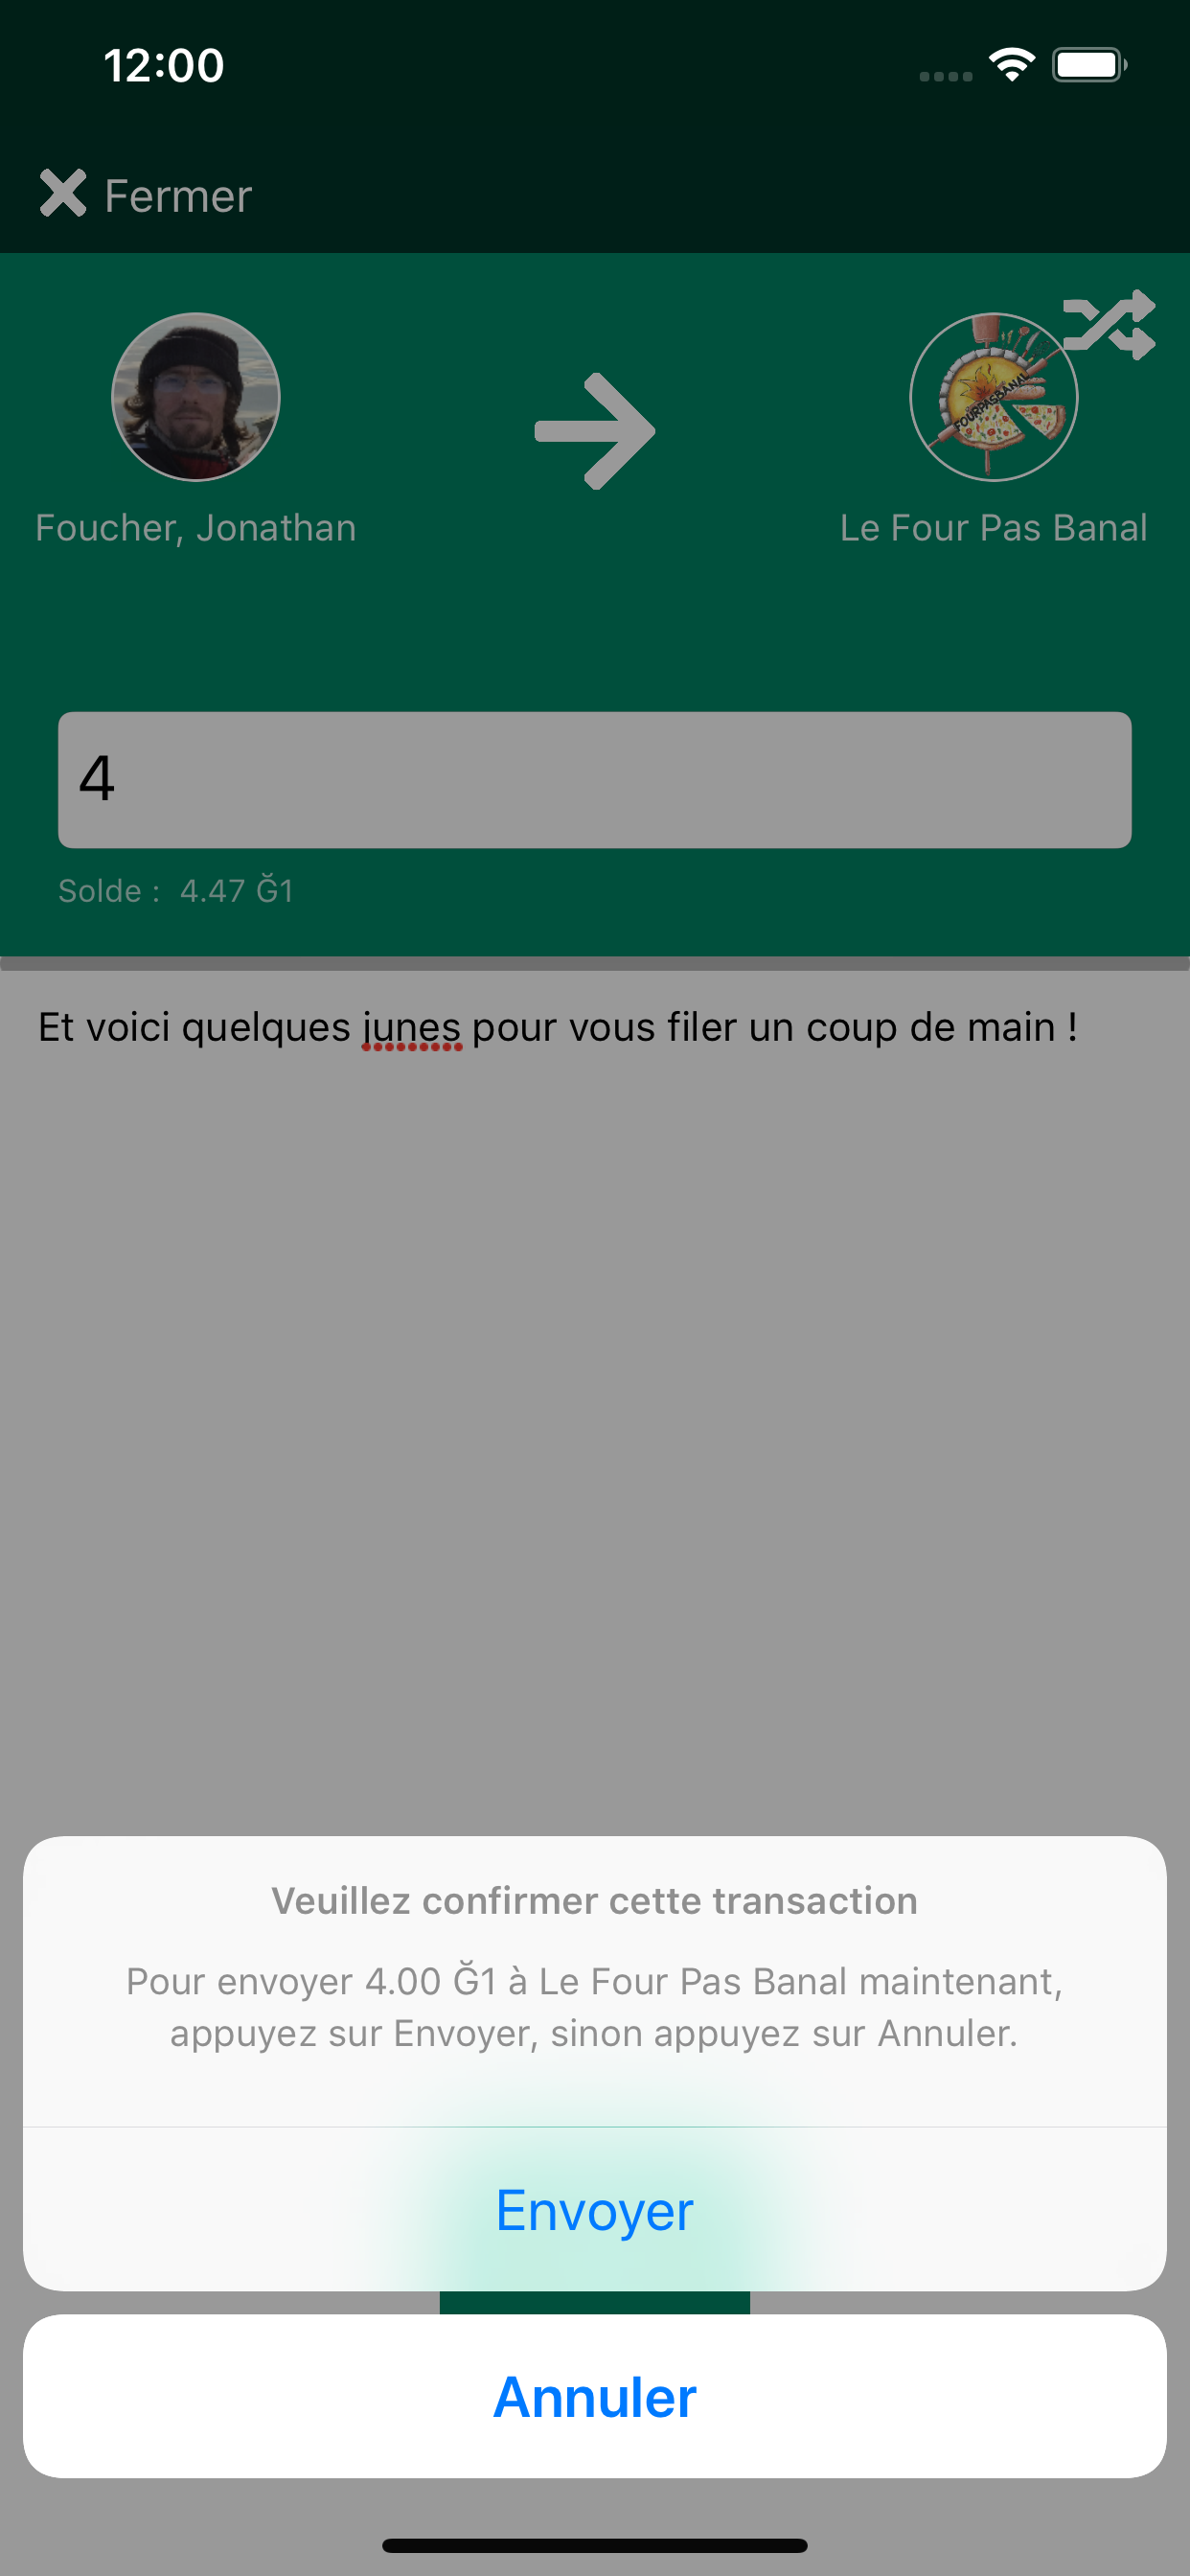 12:00
Fermer
FOURPASBANAL
Foucher, Jonathan
Le Four Pas Banal
4
Solde : 4.47 Ğ1
Et voici quelques junes pour vous filer un coup de main !
Veuillez confirmer cette transaction
Pour envoyer 4.00 Ğ1 à Le Four Pas Banal maintenant,
appuyez sur Envoyer, sinon appuyez sur Annuler.
Envoyer
Annuler